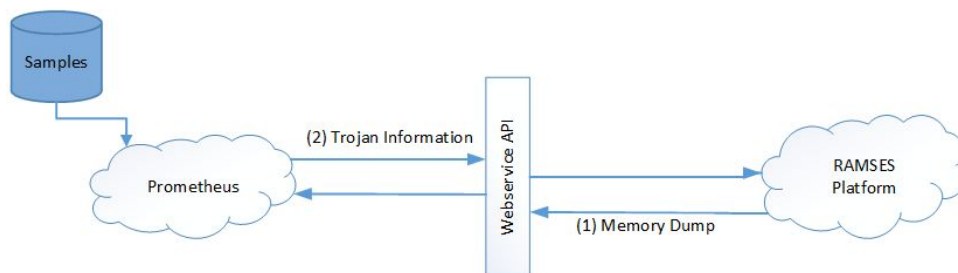 Samples
(2) Trojan Information
Prometheus
Webservice API
RAMSES
Platform
(1) Memory Dump